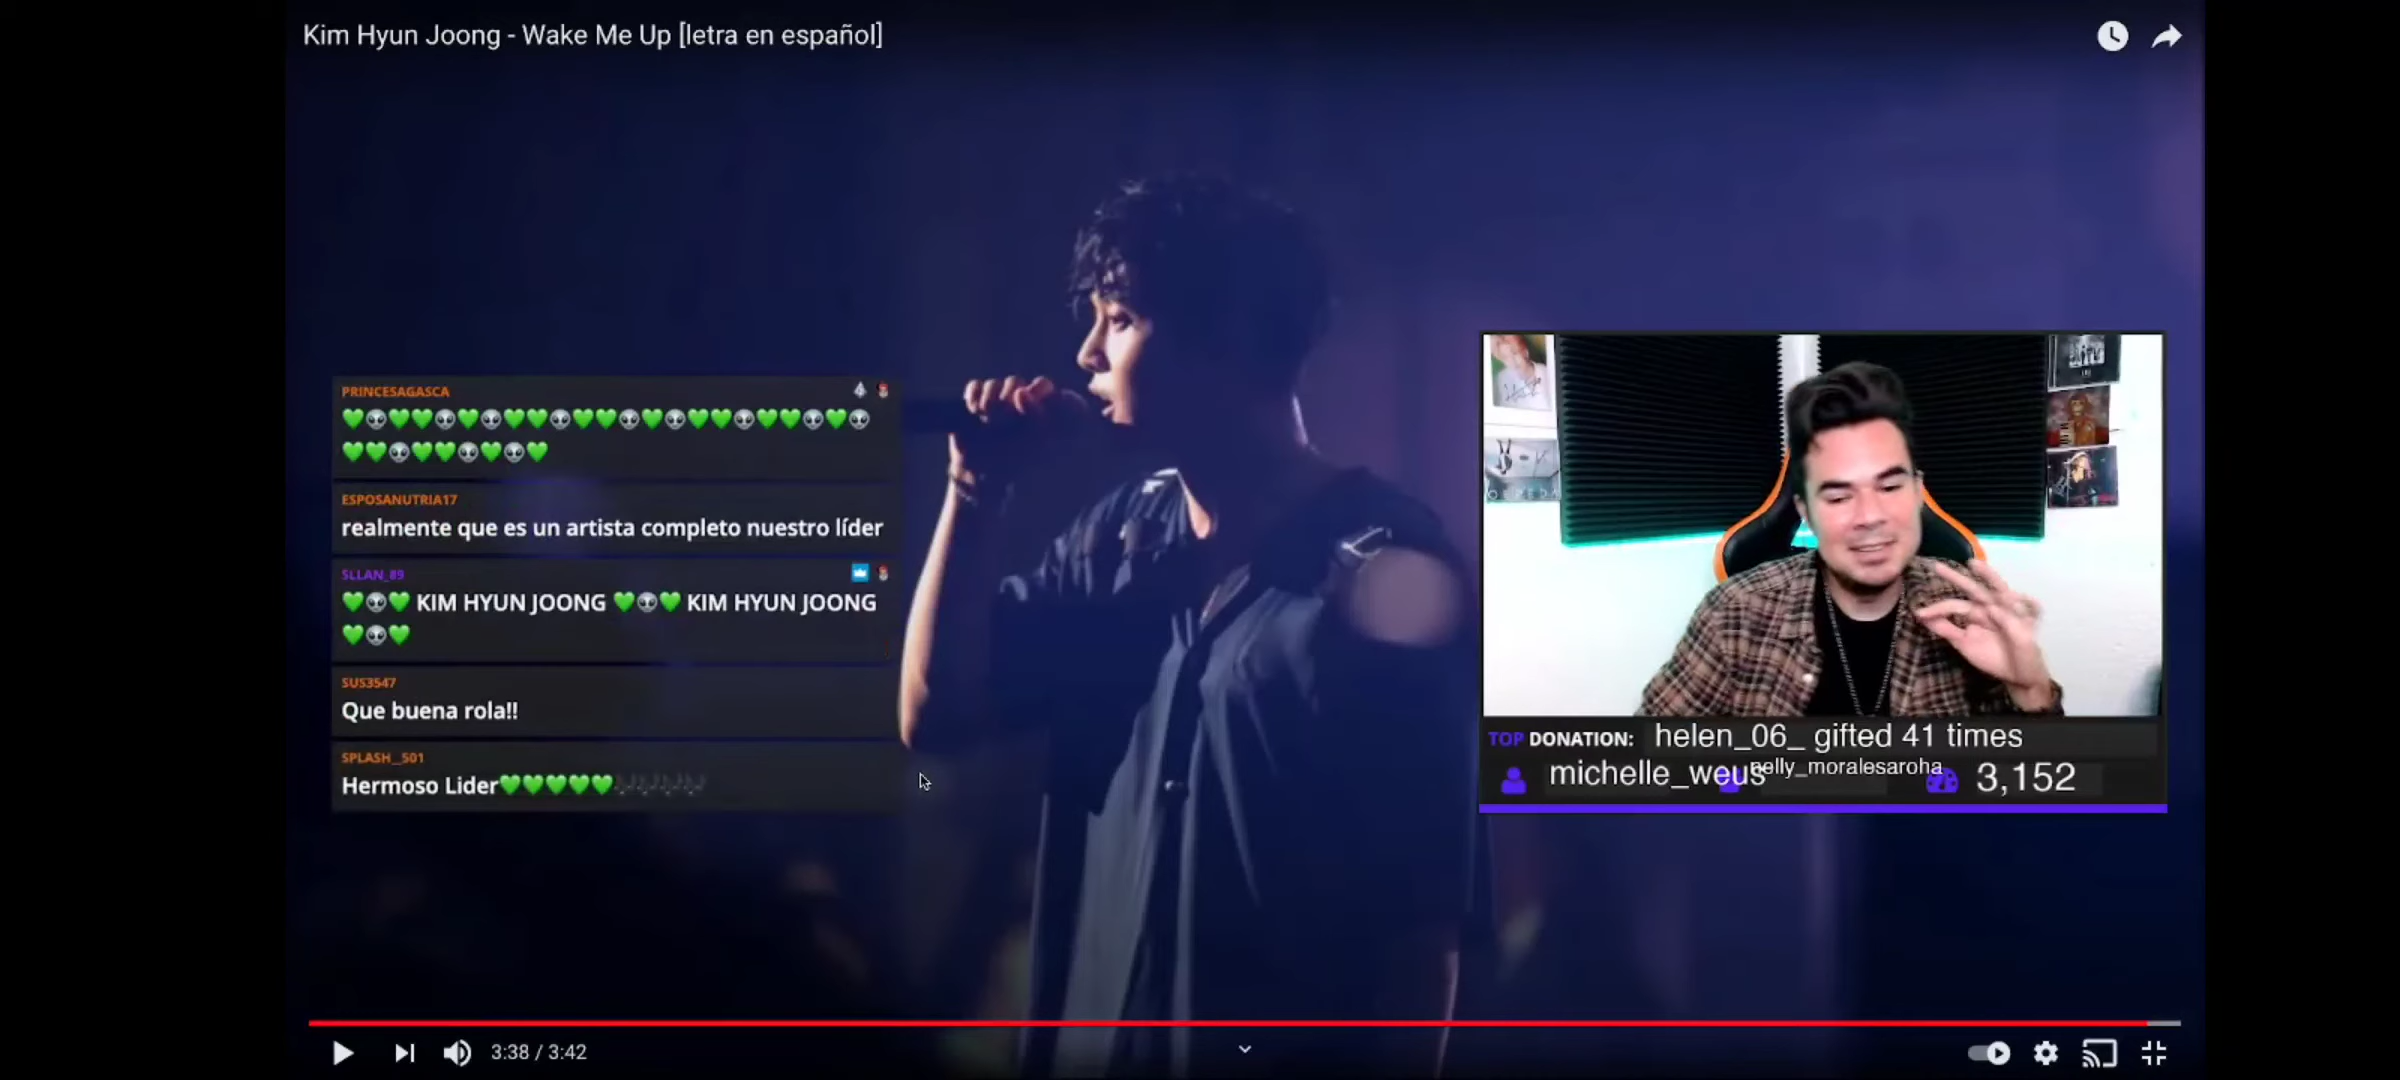 Kim Hyun Joong - Wake Me Up [letra en español]
PRINCESAGASCA
💚👽💚💚👽💚👽💚💚👽💚💚👽💚👽💚💚👽💚💚👽💚👽
💚💚👽💚💚👽💚👽💚
ESPOSANUTRIA17
realmente que es un artista completo nuestro líder
SLLAN_89
💚👽💚 KIM HYUN JOONG 💚👽💚 KIM HYUN JOONG
💚👽💚
SUS3547
Que buena rola!!
SPLASH_501
Hermoso Lider💚💚💚💚💚🎶🎶🎶🎶
TOP DONATION: helen_06_ gifted 41 times
michelle_weus
nelly_moralesaroha
3,152
3:38 / 3:42